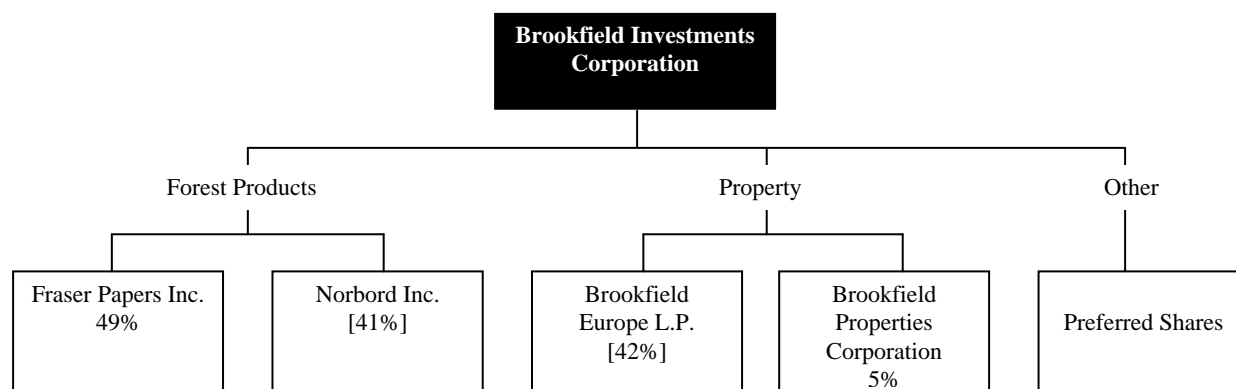 Brookfield Investments
Corporation
Forest Products
Property
Other
Fraser Papers Inc.
49%
Norbord Inc.
[41%]
Brookfield
Europe L.P.
[42%]
Brookfield
Properties
Corporation
5%
Preferred Shares